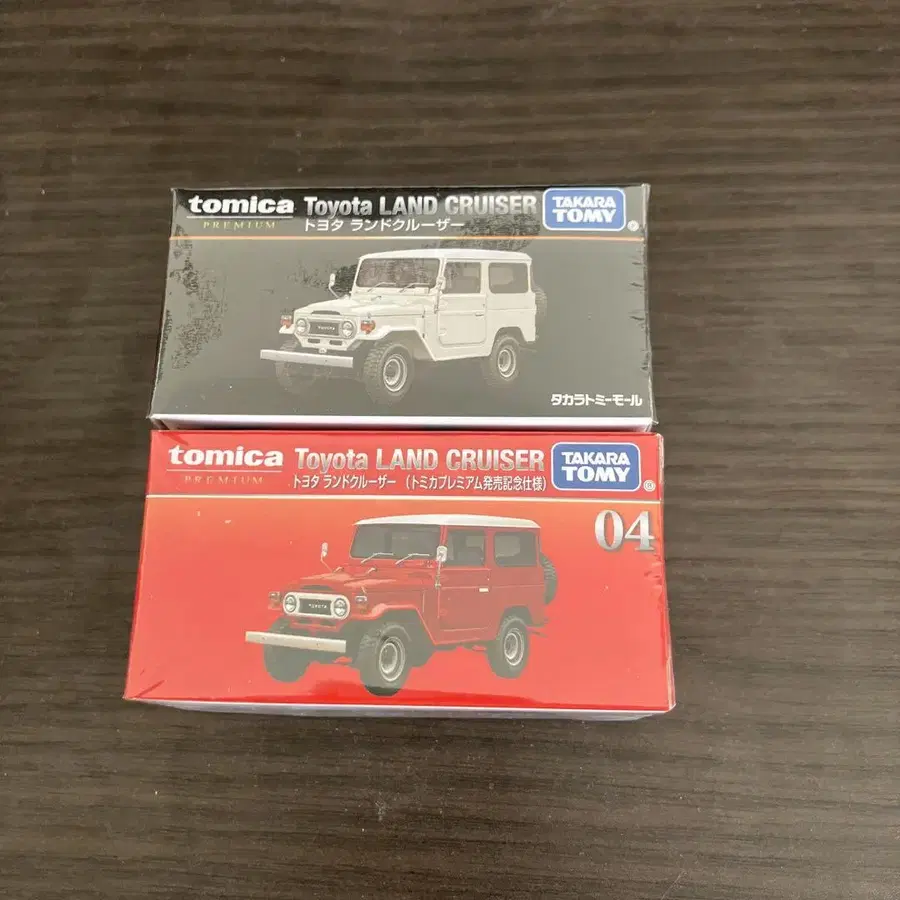 tomica Toyota LAND CRUISER TAKARA TOMY
PREMIUM トヨタ ランドクルーザー
TOYOTA
タカラトミーモール
tomica Toyota LAND CRUISER TAKARA TOMY
PREMIUM トヨタ ランドクルーザー (トミカプレミアム発売記念仕様) ®
04
TOYOTA